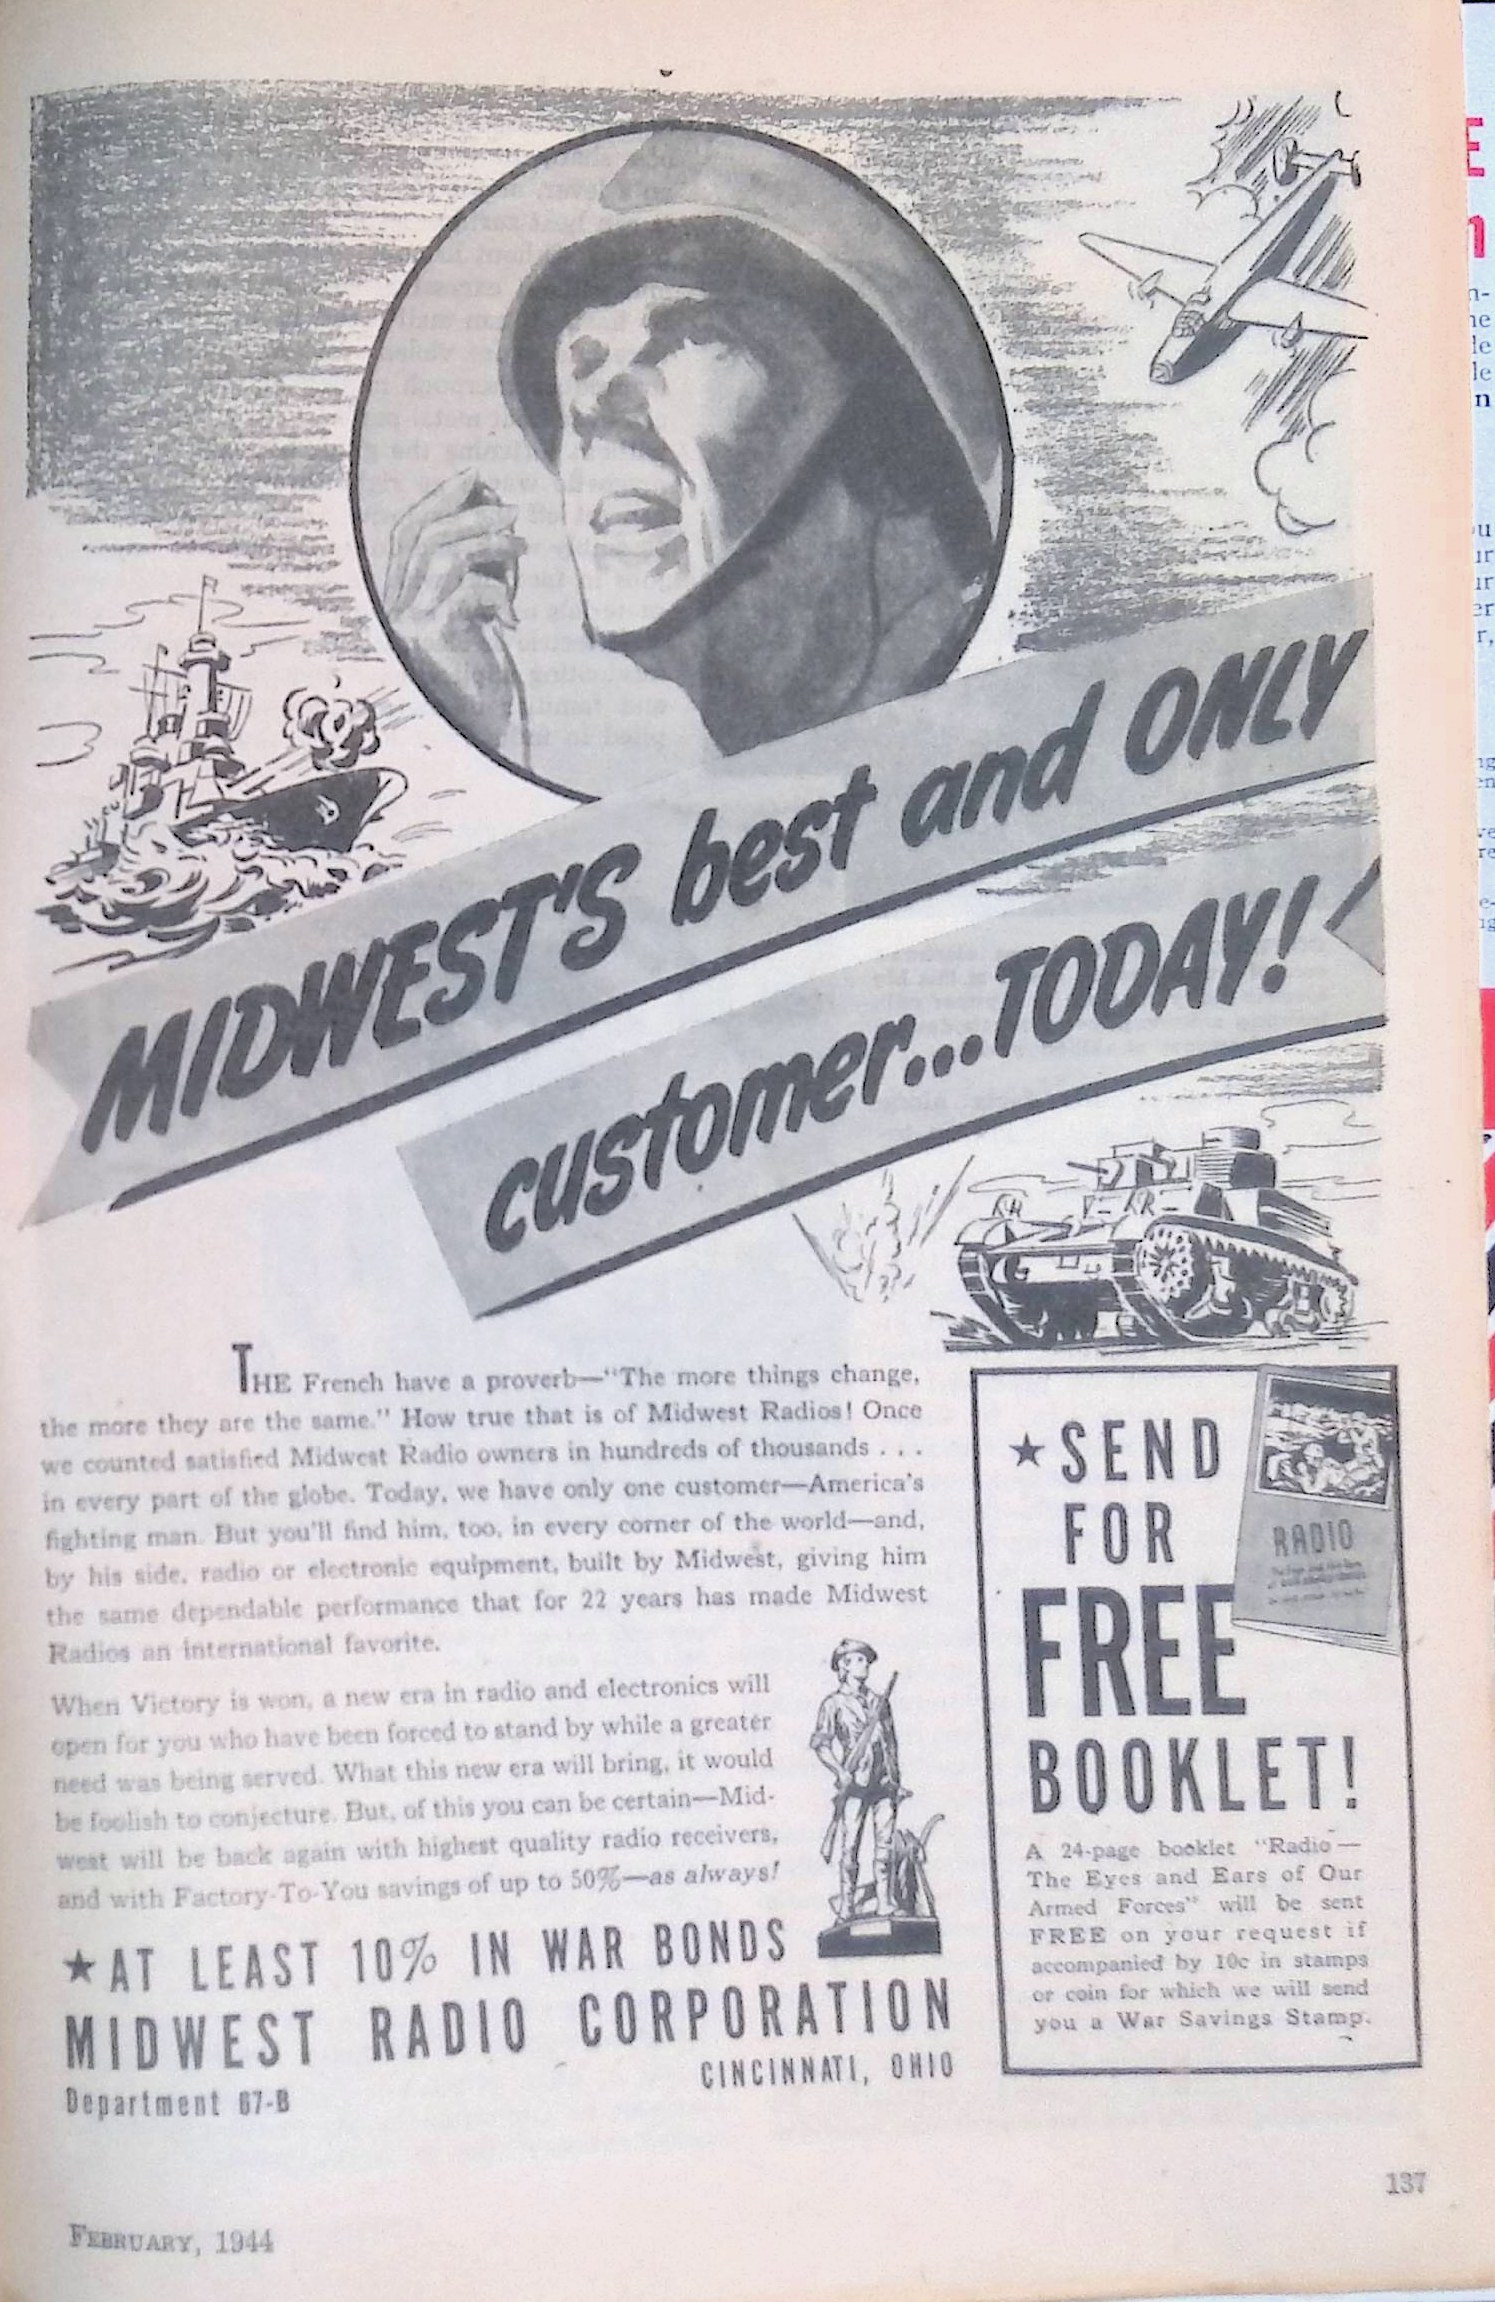 MIDWEST'S best and ONLY
customer...TODAY!
THE French have a proverb—"The more things change,
the more they are the same." How true that is of Midwest Radios! Once
we counted satisfied Midwest Radio owners in hundreds of thousands . . .
in every part of the globe. Today, we have only one customer—America's
fighting man. But you'll find him, too, in every corner of the world—and,
by his side, radio or electronic equipment, built by Midwest, giving him
the same dependable performance that for 22 years has made Midwest
Radios an international favorite.
When Victory is won, a new era in radio and electronics will
open for you who have been forced to stand by while a greater
need was being served. What this new era will bring, it would
be foolish to conjecture. But, of this you can be certain—Mid-
west will be back again with highest quality radio receivers,
and with Factory-To-You savings of up to 50%—as always!
★ AT LEAST 10% IN WAR BONDS
MIDWEST RADIO CORPORATION
Department 67-B
CINCINNATI, OHIO
★ SEND
FOR
FREE
BOOKLET!
RADIO
A 24-page booklet "Radio—
The Eyes and Ears of Our
Armed Forces" will be sent
FREE on your request if
accompanied by 10c in stamps
or coin for which we will send
you a War Savings Stamp.
137
FEBRUARY, 1944